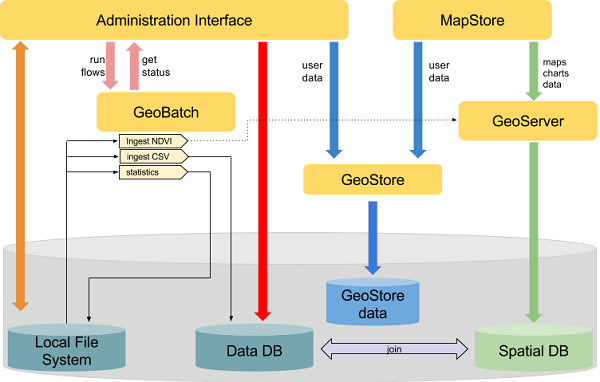 Administration Interface
MapStore
run
flows
get
status
user
data
user
data
maps
charts
data
GeoBatch
GeoServer
Ingest NDVI
ingest CSV
statistics
GeoStore
GeoStore
data
Local File
System
Data DB
join
Spatial DB